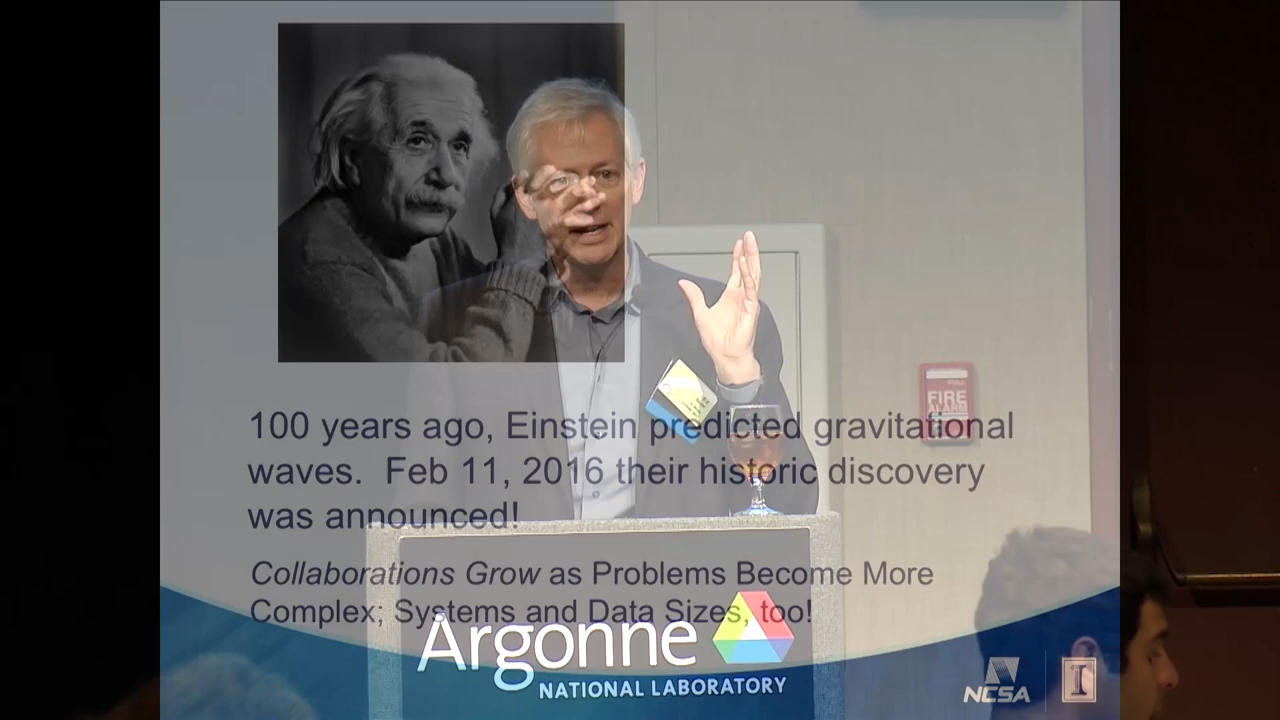 100 years ago, Einstein predicted gravitational
waves.  Feb 11, 2016 their historic discovery
was announced!
Collaborations Grow as Problems Become More
Complex; Systems and Data Sizes, too!
FIRE
ALARM
Argonne
NATIONAL LABORATORY
NCSA
I